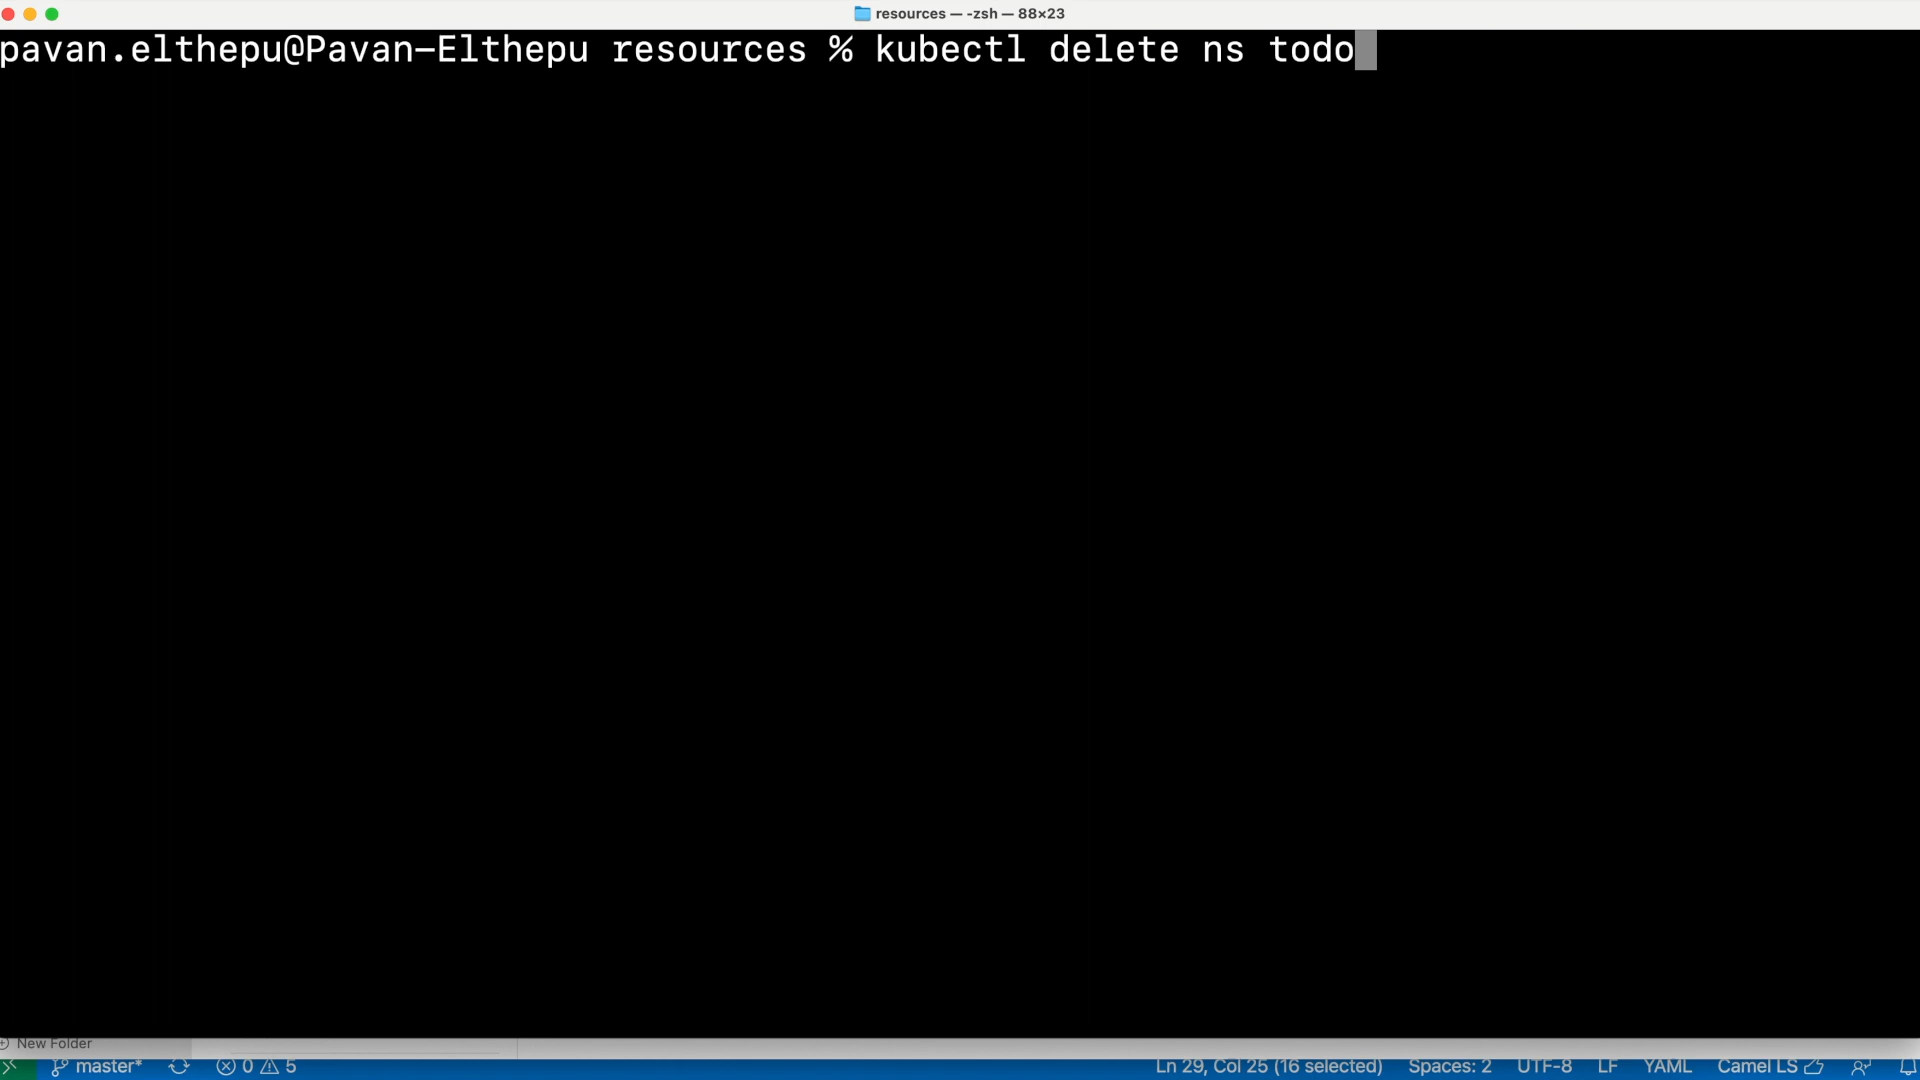 resources — -zsh — 88×23
pavan.elthepu@Pavan-Elthepu resources % kubectl delete ns todo
New Folder
master* 0 5 Ln 29, Col 25 (16 selected) Spaces: 2 UTF-8 LF YAML Camel LS